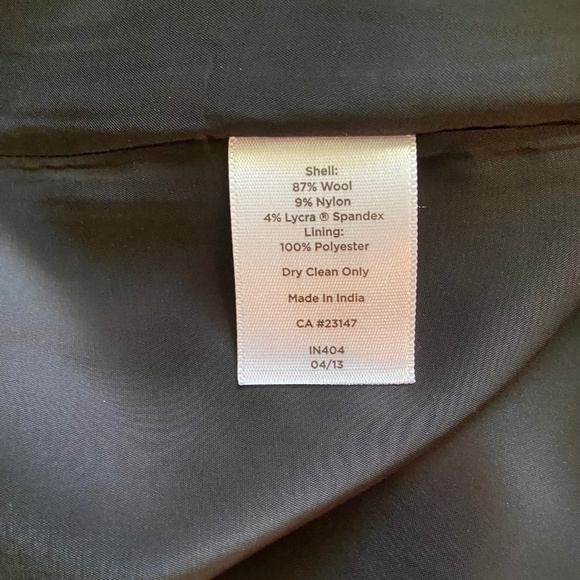 Shell:
87% Wool
9% Nylon
4% Lycra ® Spandex
Lining:
100% Polyester
Dry Clean Only
Made In India
CA #23147
IN404
04/13